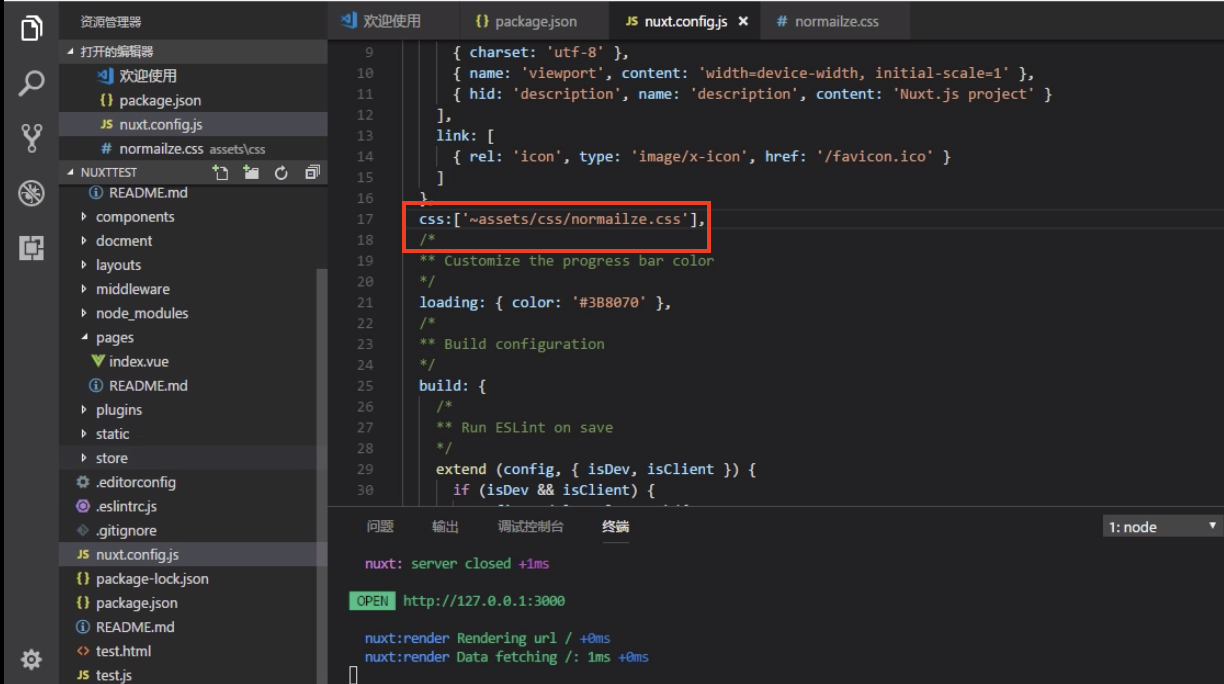 资源管理器
打开的编辑器
欢迎使用
{} package.json
JS nuxt.config.js
# normailze.css assets\css
NUXTTEST
README.md
components
docment
layouts
middleware
node_modules
pages
index.vue
README.md
plugins
static
store
.editorconfig
.eslintrc.js
.gitignore
JS nuxt.config.js
{} package-lock.json
{} package.json
README.md
<> test.html
JS test.js
欢迎使用 {} package.json JS nuxt.config.js × # normailze.css
9 { charset: 'utf-8' },
10 { name: 'viewport', content: 'width=device-width, initial-scale=1' },
11 { hid: 'description', name: 'description', content: 'Nuxt.js project' }
12 ],
13 link: [
14 { rel: 'icon', type: 'image/x-icon', href: '/favicon.ico' }
15 ]
16 },
17 css:['~assets/css/normailze.css'],
18 /*
19 ** Customize the progress bar color
20 */
21 loading: { color: '#3B8070' },
22 /*
23 ** Build configuration
24 */
25 build: {
26 /*
27 ** Run ESLint on save
28 */
29 extend (config, { isDev, isClient }) {
30 if (isDev && isClient) {
问题 输出 调试控制台 终端 1: node
nuxt: server closed +1ms
OPEN http://127.0.0.1:3000
nuxt:render Rendering url / +0ms
nuxt:render Data fetching /: 1ms +0ms